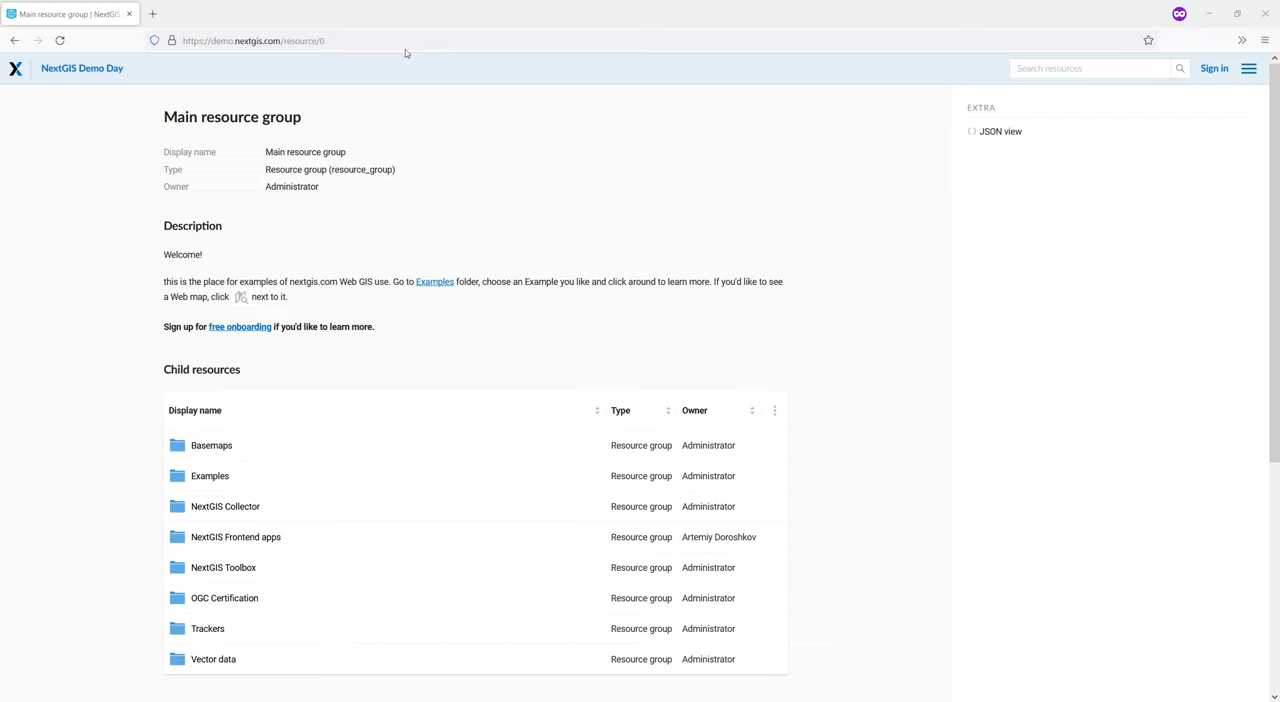 Main resource group | NextGIS
https://demo.nextgis.com/resource/0
NextGIS Demo Day
Search resources
Sign in
Main resource group
Display name Main resource group
Type Resource group (resource_group)
Owner Administrator
Description
Welcome!
this is the place for examples of nextgis.com Web GIS use. Go to Examples folder, choose an Example you like and click around to learn more. If you'd like to see
a Web map, click next to it.
Sign up for free onboarding if you'd like to learn more.
Child resources
Display name Type Owner
Basemaps Resource group Administrator
Examples Resource group Administrator
NextGIS Collector Resource group Administrator
NextGIS Frontend apps Resource group Artemiy Doroshkov
NextGIS Toolbox Resource group Administrator
OGC Certification Resource group Administrator
Trackers Resource group Administrator
Vector data Resource group Administrator
EXTRA
JSON view